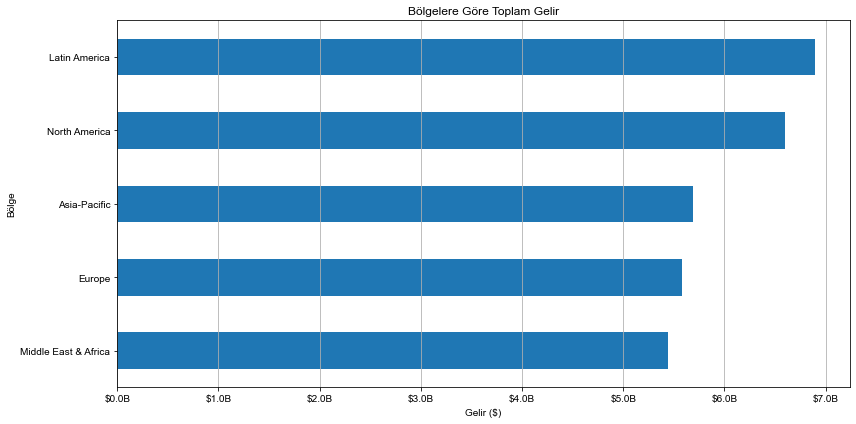 Bölgelere Göre Toplam Gelir
Latin America
North America
Asia-Pacific
Europe
Middle East & Africa
Bölge
$0.0B $1.0B $2.0B $3.0B $4.0B $5.0B $6.0B $7.0B
Gelir ($)